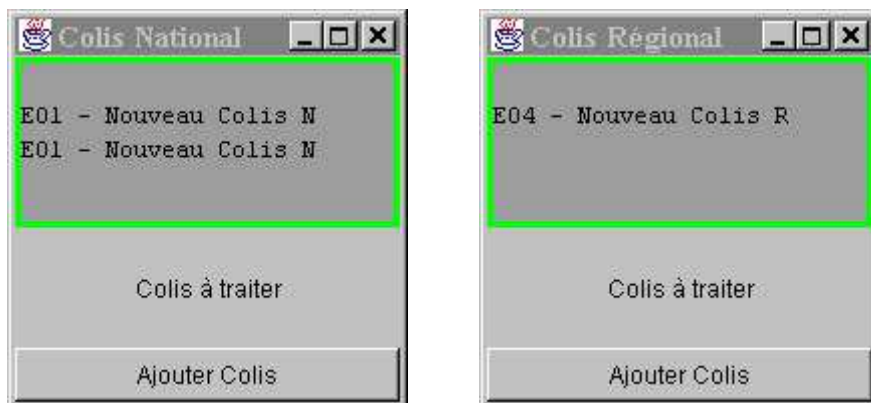 Colis National
E01 - Nouveau Colis N
E01 - Nouveau Colis N
Colis à traiter
Ajouter Colis
Colis Régional
E04 - Nouveau Colis R
Colis à traiter
Ajouter Colis